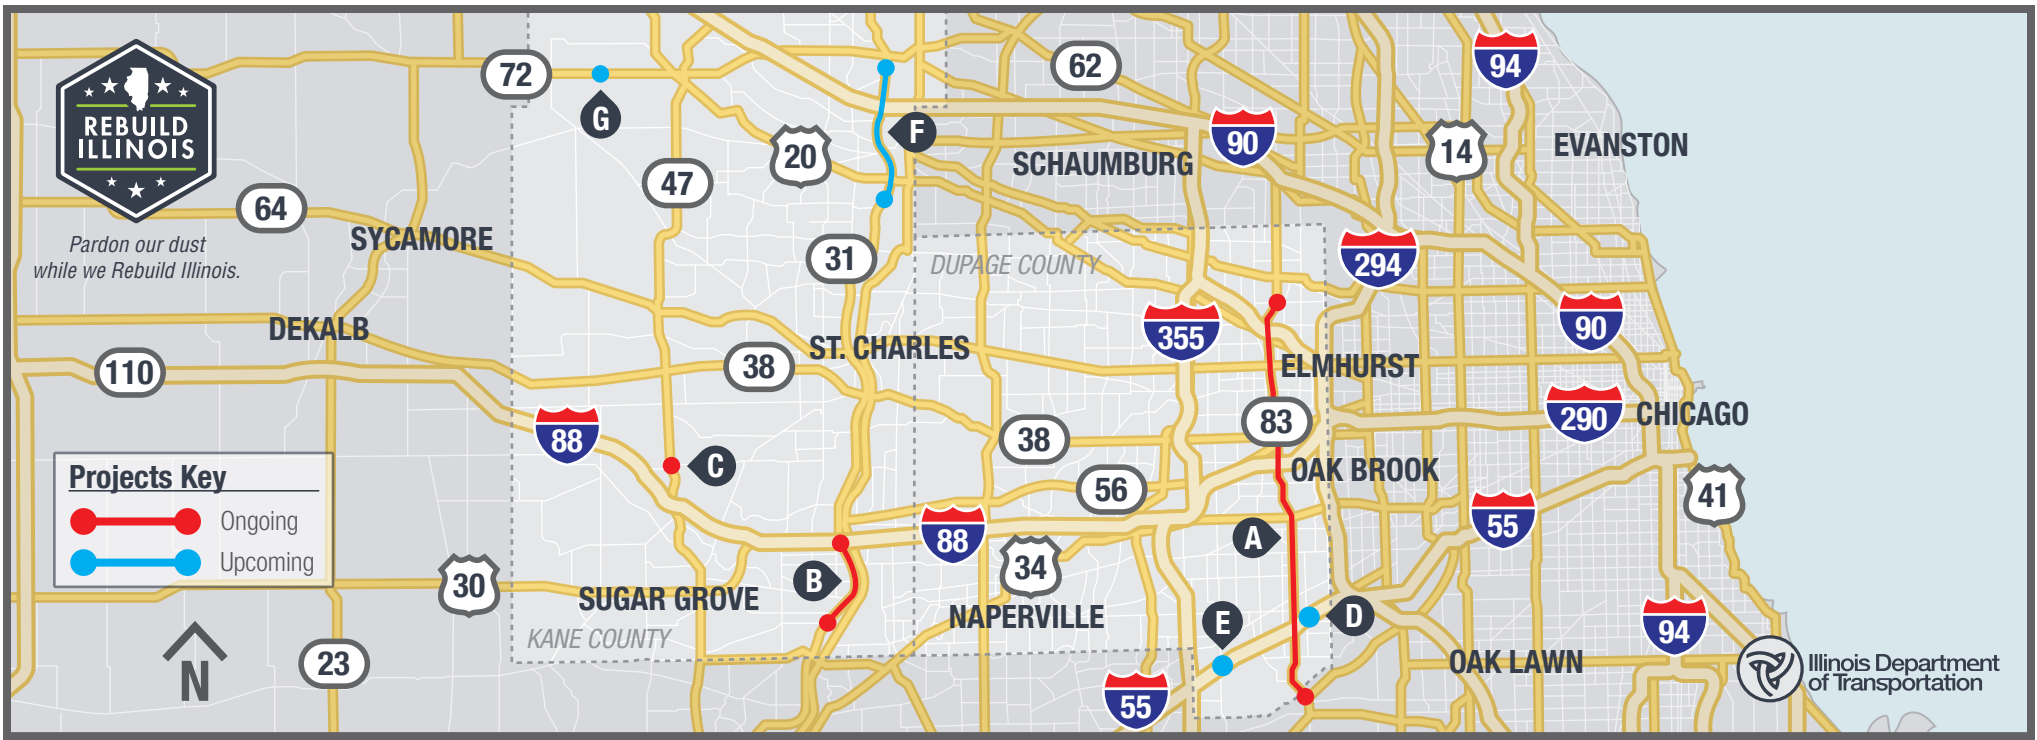 72
62
94
G
F
REBUILD
ILLINOIS
20
90
14
EVANSTON
SCHAUMBURG
47
64
SYCAMORE
Pardon our dust
while we Rebuild Illinois.
31
DUPAGE COUNTY
294
DEKALB
355
90
ST. CHARLES
110
38
ELMHURST
88
83
290
CHICAGO
38
C
OAK BROOK
Projects Key
56
41
Ongoing
88
55
A
Upcoming
34
30
B
SUGAR GROVE
NAPERVILLE
E
D
94
KANE COUNTY
23
N
OAK LAWN
Illinois Department
of Transportation
55